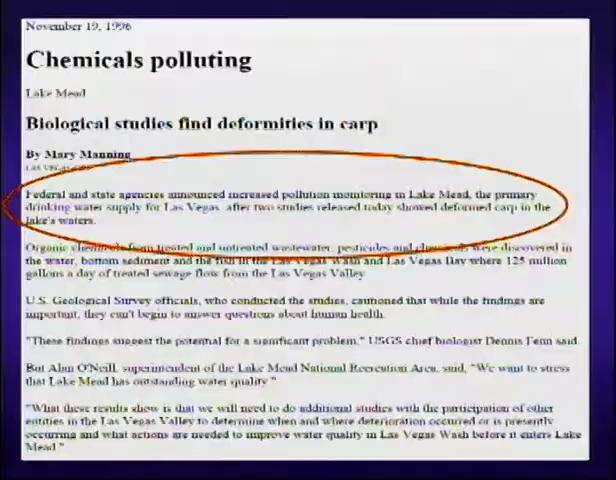 November 19, 1996
Chemicals polluting
Lake Mead
Biological studies find deformities in carp
By Mary Manning
LAS VEGAS
Federal and state agencies announced increased pollution monitoring in Lake Mead, the primary
drinking water supply for Las Vegas, after two studies released today showed deformed carp in the
lake's waters.
Organic chemicals from treated and untreated wastewater, pesticides and chemicals were discovered in
the water, bottom sediment and the fish in the Las Vegas Wash and Las Vegas Bay where 125 million
gallons a day of treated sewage flow from the Las Vegas Valley.
U.S. Geological Survey officials, who conducted the studies, cautioned that while the findings are
important, they can't begin to answer questions about human health.
"These findings suggest the potential for a significant problem," USGS chief biologist Dennis Fenn said.
But Alan O'Neill, superintendent of the Lake Mead National Recreation Area, said, "We want to stress
that Lake Mead has outstanding water quality."
"What these results show is that we will need to do additional studies with the participation of other
entities in the Las Vegas Valley to determine when and where deterioration occurred or is presently
occurring and what actions are needed to improve water quality in Las Vegas Wash before it enters Lake
Mead."